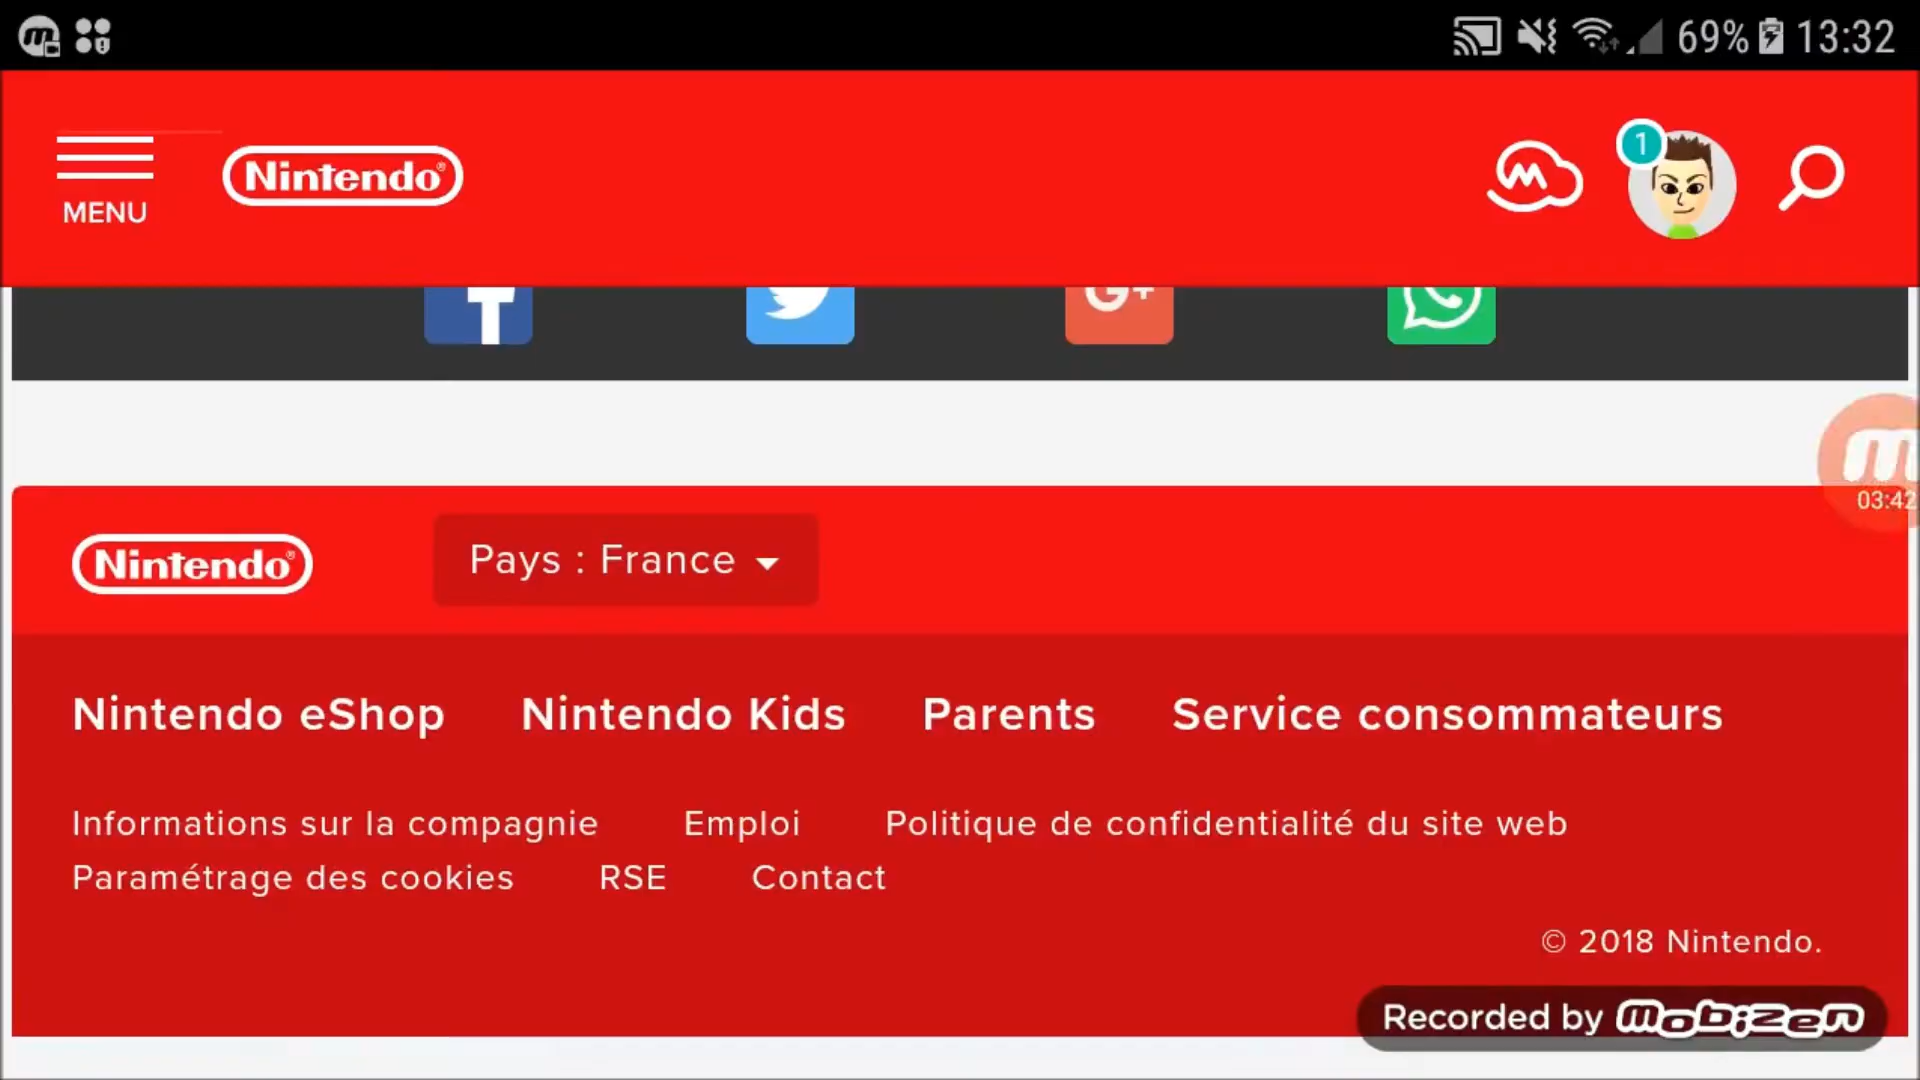 69% 13:32
MENU
Nintendo
1
G+
03:42
Nintendo
Pays : France
Nintendo eShop Nintendo Kids Parents Service consommateurs
Informations sur la compagnie Emploi Politique de confidentialité du site web
Paramétrage des cookies RSE Contact
© 2018 Nintendo.
Recorded by mobizen